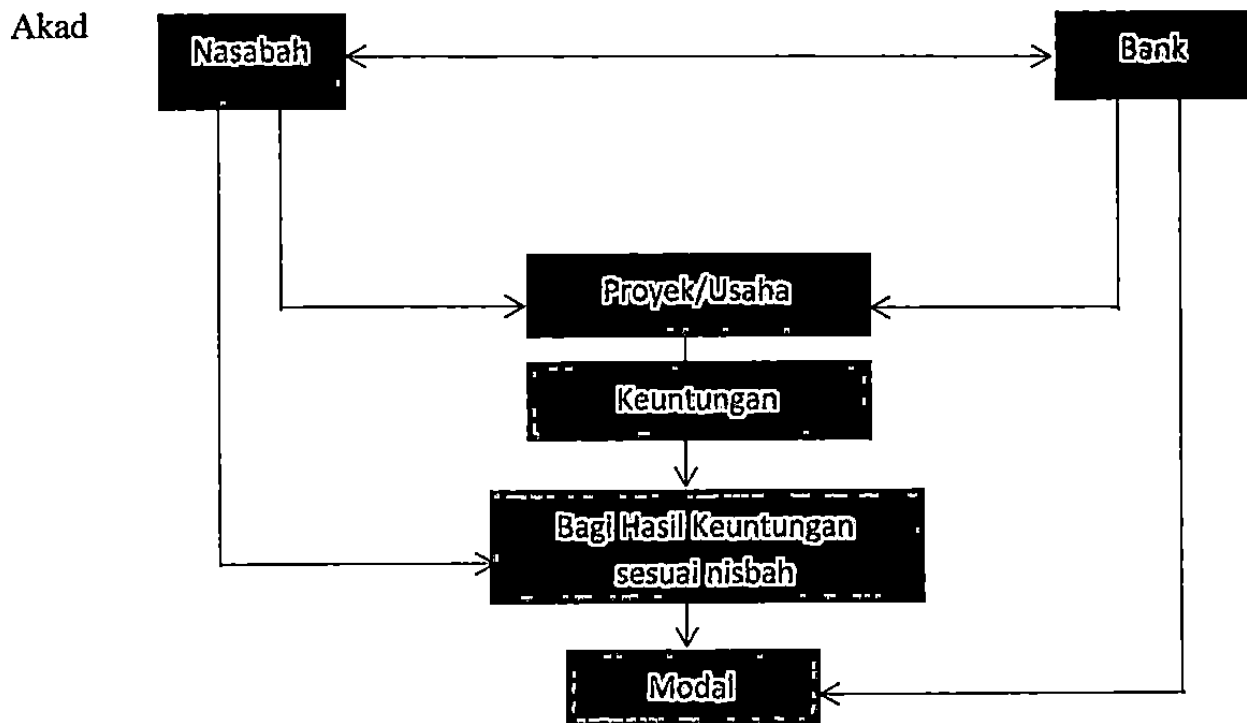 Akad
Nasabah
Bank
Proyek/Usaha
Keuntungan
Bagi Hasil Keuntungan
sesuai nisbah
Modal